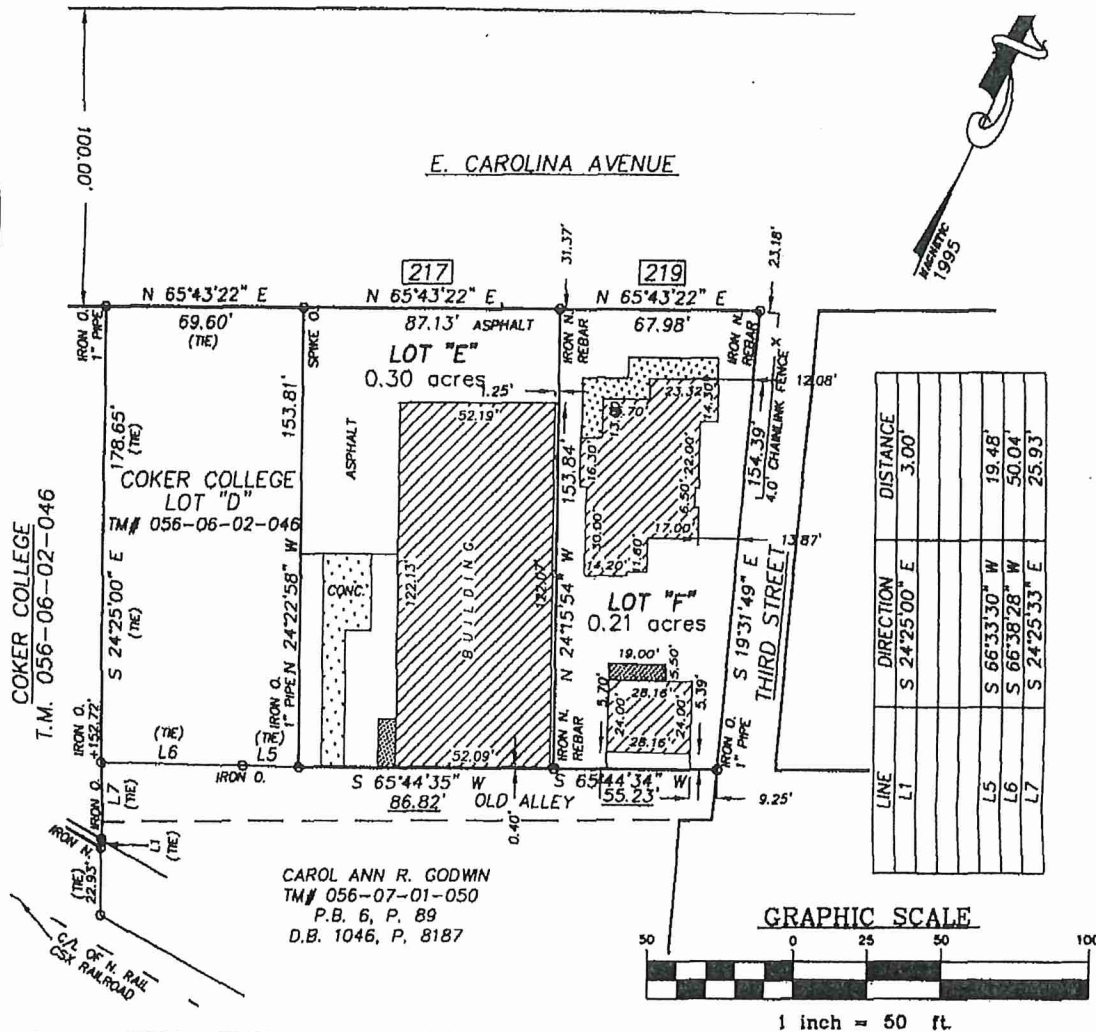 100.00'
E. CAROLINA AVENUE
MAGNETIC
1995
217
219
31.37'
23.18'
N 65°43'22" E
69.60'
(TIE)
N 65°43'22" E
87.13' ASPHALT
N 65°43'22" E
67.98'
IRON O.
1" PIPE
SPIKE O.
IRON N.
REBAR
IRON N.
REBAR
4.0' CHAINLINK FENCE X
LOT "E"
0.30 acres
1.25'
52.19'
12.08'
23.32'
14.30'
16.30'
22.00'
6.50'
17.00'
30.00'
14.20'
13.87'
178.65'
(TIE)
153.81'
ASPHALT
153.84'
154.39'
COKER COLLEGE
LOT "D"
TM# 056-06-02-046
COKER COLLEGE
T.M. 056-06-02-046
S 24°25'00" E
(TIE)
N 24°22'58" W
CONC.
122.13'
BUILDING
122.07'
N 24°15'54" W
LOT "F"
0.21 acres
S 19°31'49" E
THIRD STREET
19.00'
5.50'
5.70'
28.16'
24.00'
24.00'
5.39'
28.16'
IRON O.
+152.72'
L6
(TIE)
L5
(TIE)
IRON O.
IRON O.
1" PIPE
52.09'
IRON N.
REBAR
IRON O.
1" PIPE
S 65°44'35" W
86.82'
OLD ALLEY
S 65°44'34" W
55.23'
9.25'
0.40'
L7
(TIE)
IRON O.
IRON N.
L1
(TIE)
(TIE)
22.93'
C/L OF N. RAIL
CSX RAILROAD
CAROL ANN R. GODWIN
TM# 056-07-01-050
P.B. 6, P. 89
D.B. 1046, P. 8187
LINE DIRECTION DISTANCE
L1 S 24°25'00" E 3.00'
L5 S 66°33'30" W 19.48'
L6 S 66°38'28" W 50.04'
L7 S 24°25'33" E 25.93'
GRAPHIC SCALE
50 0 25 50 100
1 inch = 50 ft.